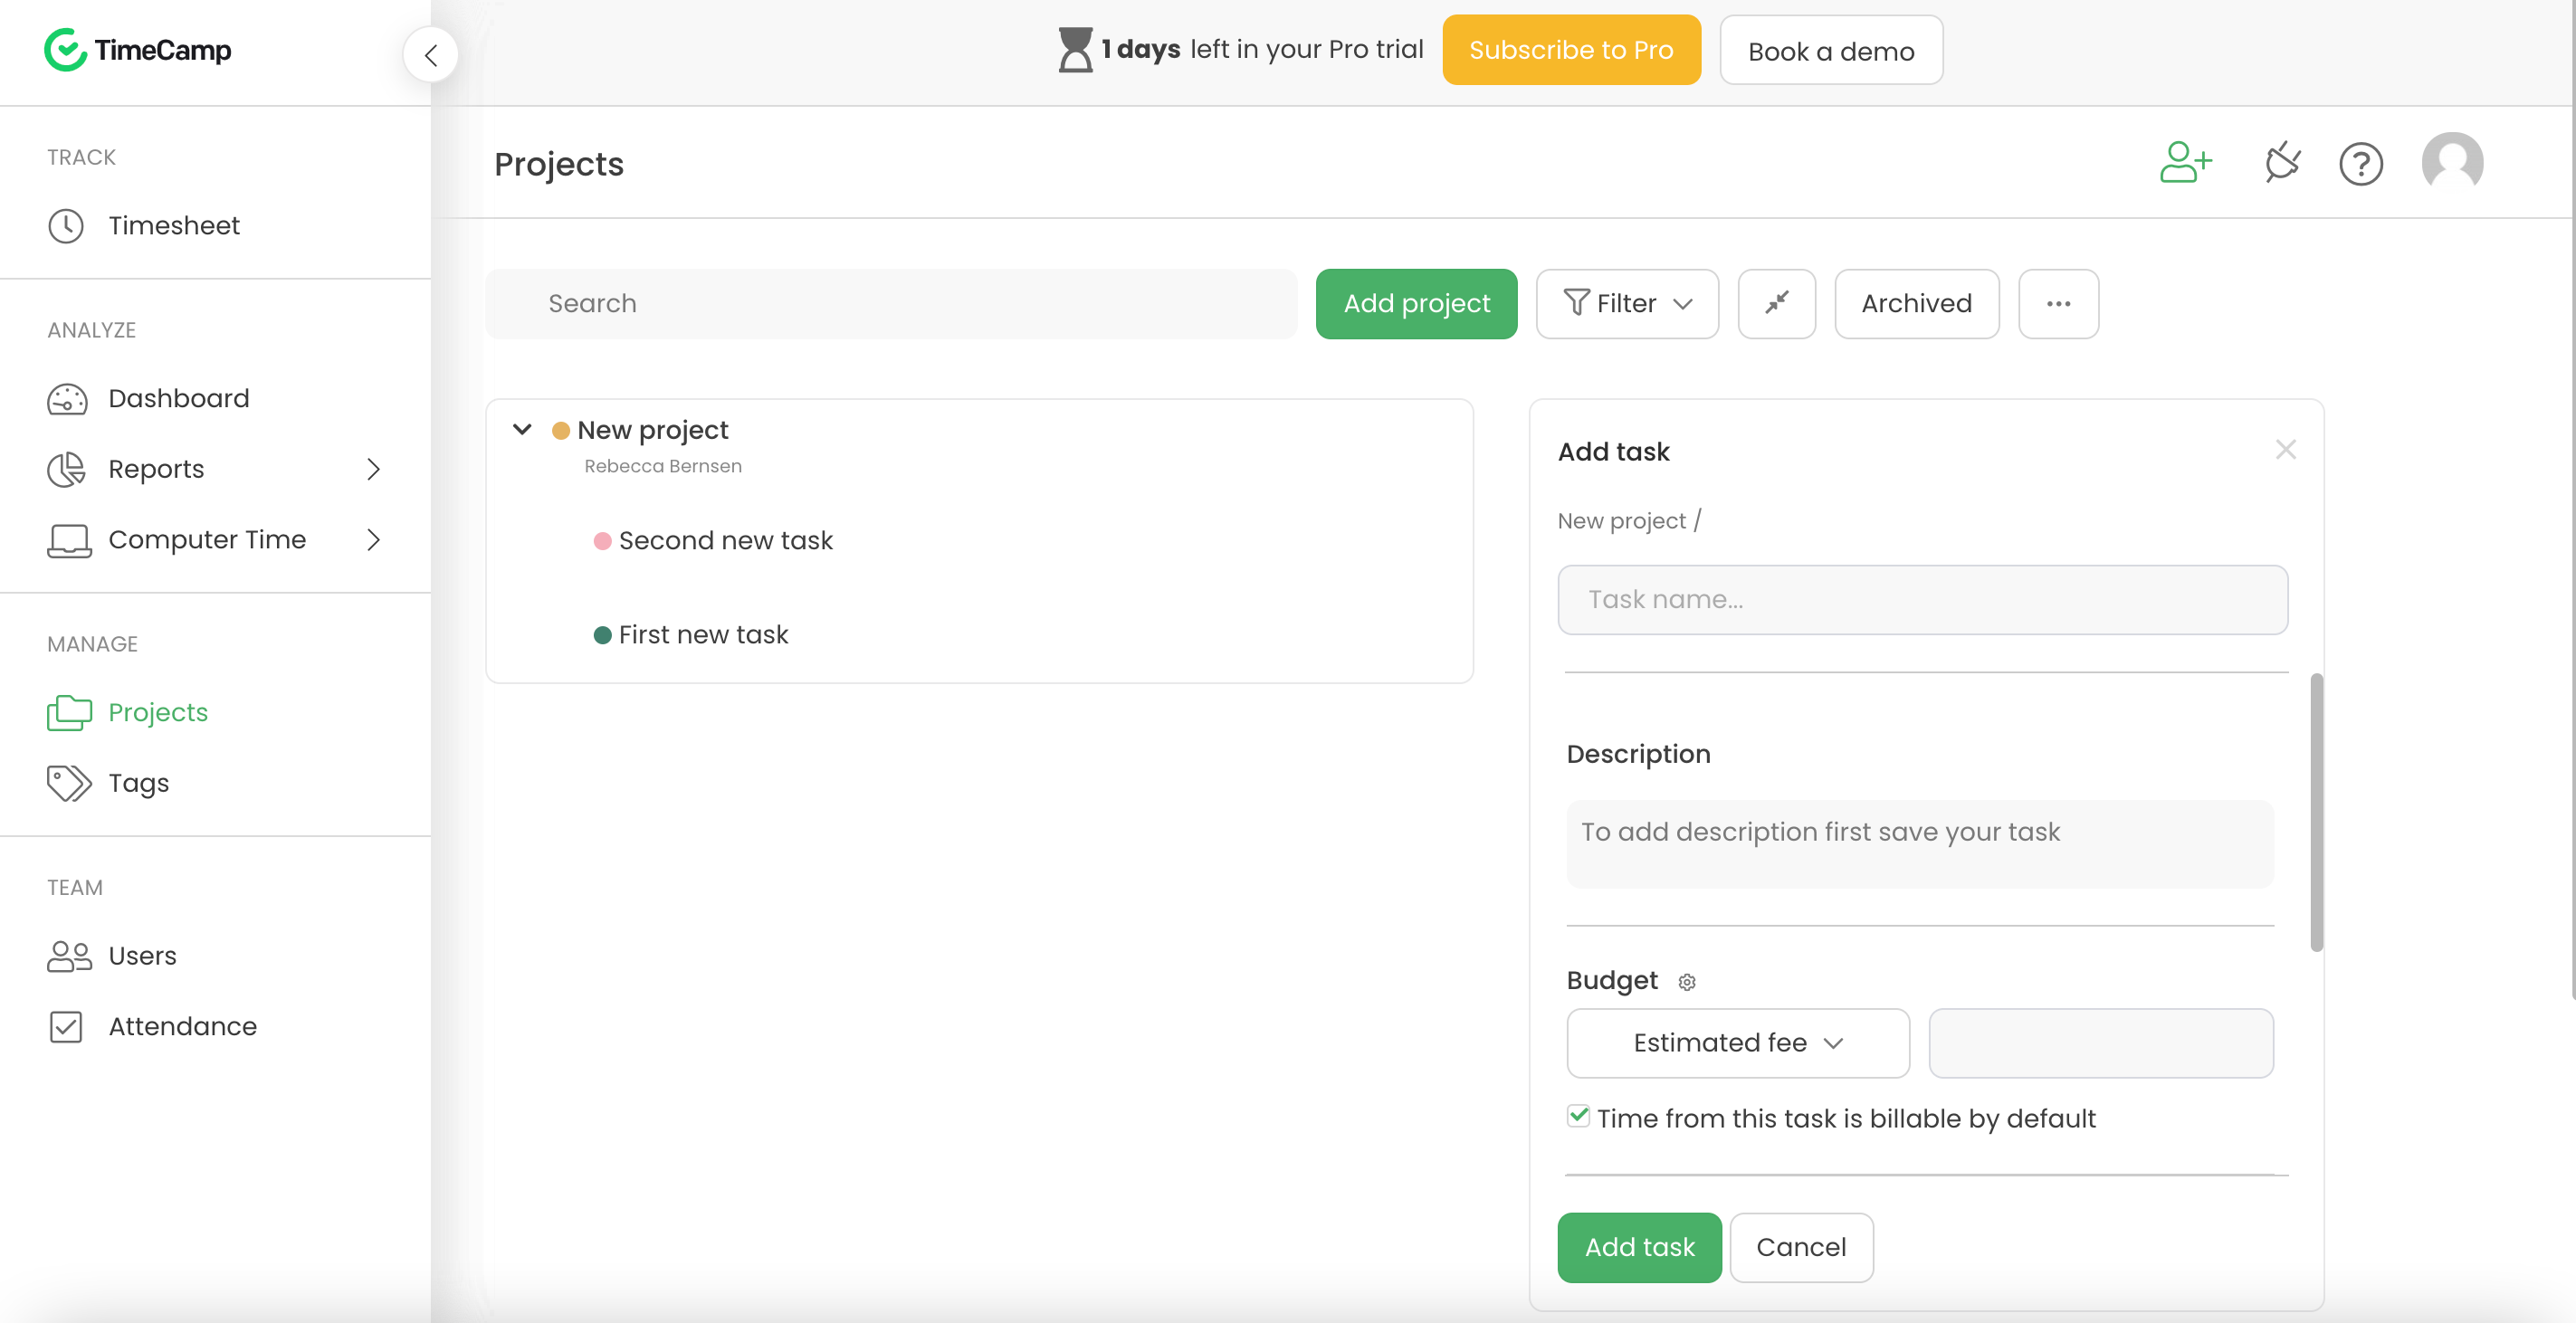 TimeCamp
1 days left in your Pro trial
Subscribe to Pro
Book a demo
TRACK
Timesheet
ANALYZE
Dashboard
Reports
Computer Time
MANAGE
Projects
Tags
TEAM
Users
Attendance
Projects
Search
Add project
Filter
Archived
...
New project
Rebecca Bernsen
Second new task
First new task
Add task
New project /
Task name...
Description
To add description first save your task
Budget
Estimated fee
Time from this task is billable by default
Add task
Cancel